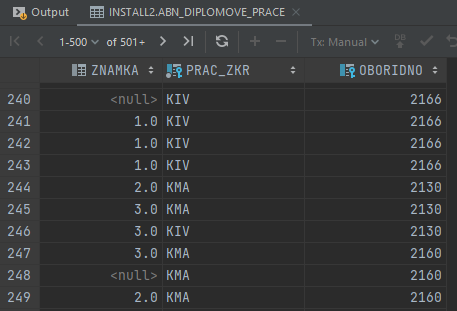 Output INSTALL2.ABN_DIPLOMOVE_PRACE
1-500 of 501+ Tx: Manual DB
ZNAMKA PRAC_ZKR OBORIDNO
240 <null> KIV 2166
241 1.0 KIV 2166
242 1.0 KIV 2166
243 1.0 KIV 2166
244 2.0 KMA 2130
245 3.0 KMA 2130
246 3.0 KIV 2130
247 3.0 KMA 2160
248 <null> KMA 2160
249 2.0 KMA 2160